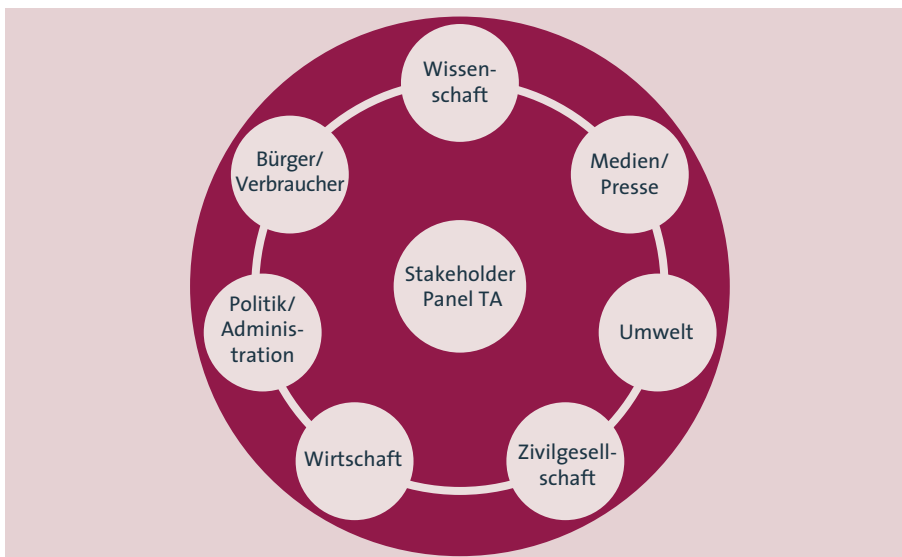 Wissen-
schaft
Medien/
Presse
Umwelt
Zivilgesell-
schaft
Wirtschaft
Politik/
Adminis-
tration
Bürger/
Verbraucher
Stakeholder
Panel TA